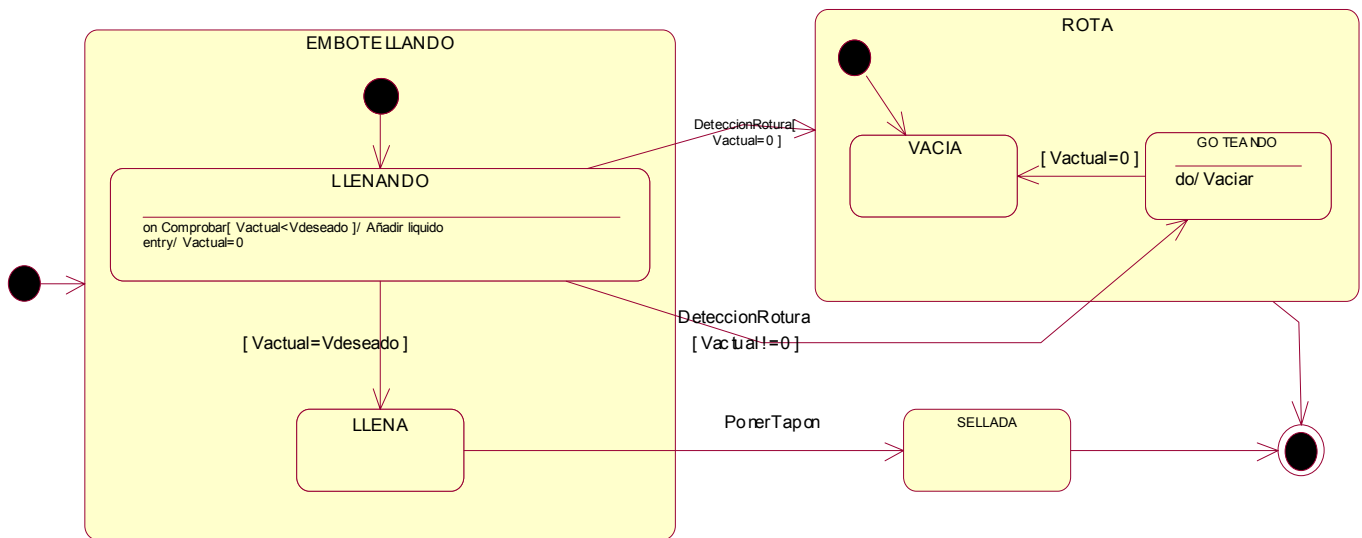 EMBOTELLANDO
LLENANDO
on Comprobar[ Vactual<Vdeseado ]/ Añadir liquido
entry/ Vactual=0
[ Vactual=Vdeseado ]
LLENA
DeteccionRotura[
Vactual=0 ]
DeteccionRotura
[ Vactual!=0 ]
PonerTapon
SELLADA
ROTA
VACIA
[ Vactual=0 ]
GOTEANDO
do/ Vaciar